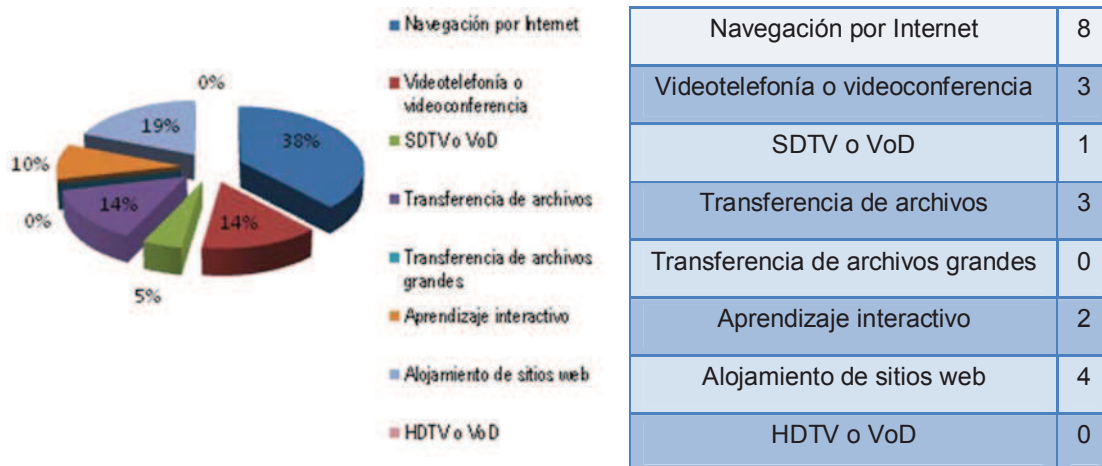 0%
19%
38%
10%
14%
0%
14%
5%
Navegación por Internet
Videotelefonía o
videoconferencia
SDTV o VoD
Transferencia de archivos
Transferencia de archivos
grandes
Aprendizaje interactivo
Alojamiento de sitios web
HDTV o VoD
Navegación por Internet 8
Videotelefonía o videoconferencia 3
SDTV o VoD 1
Transferencia de archivos 3
Transferencia de archivos grandes 0
Aprendizaje interactivo 2
Alojamiento de sitios web 4
HDTV o VoD 0